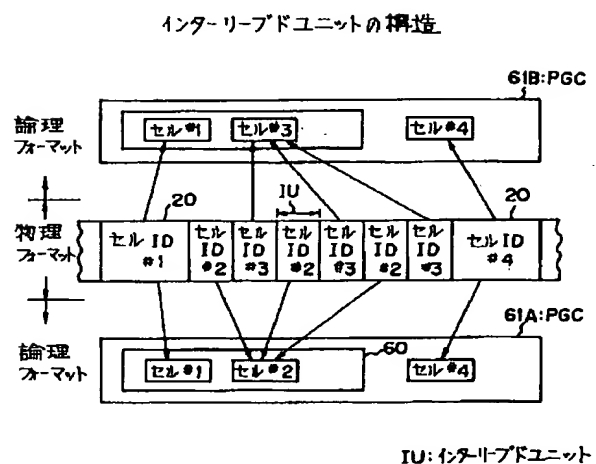 インターリーブドユニットの構造
61B:PGC
論理
フォーマット
セル#1
セル#3
セル#4
20
IU
20
物理
フォーマット
セル ID
#1
セル
ID
#2
セル
ID
#3
セル
ID
#2
セル
ID
#3
セル
ID
#2
セル
ID
#3
セル ID
#4
61A:PGC
論理
フォーマット
60
セル#1
セル#2
セル#4
IU:インターリーブドユニット